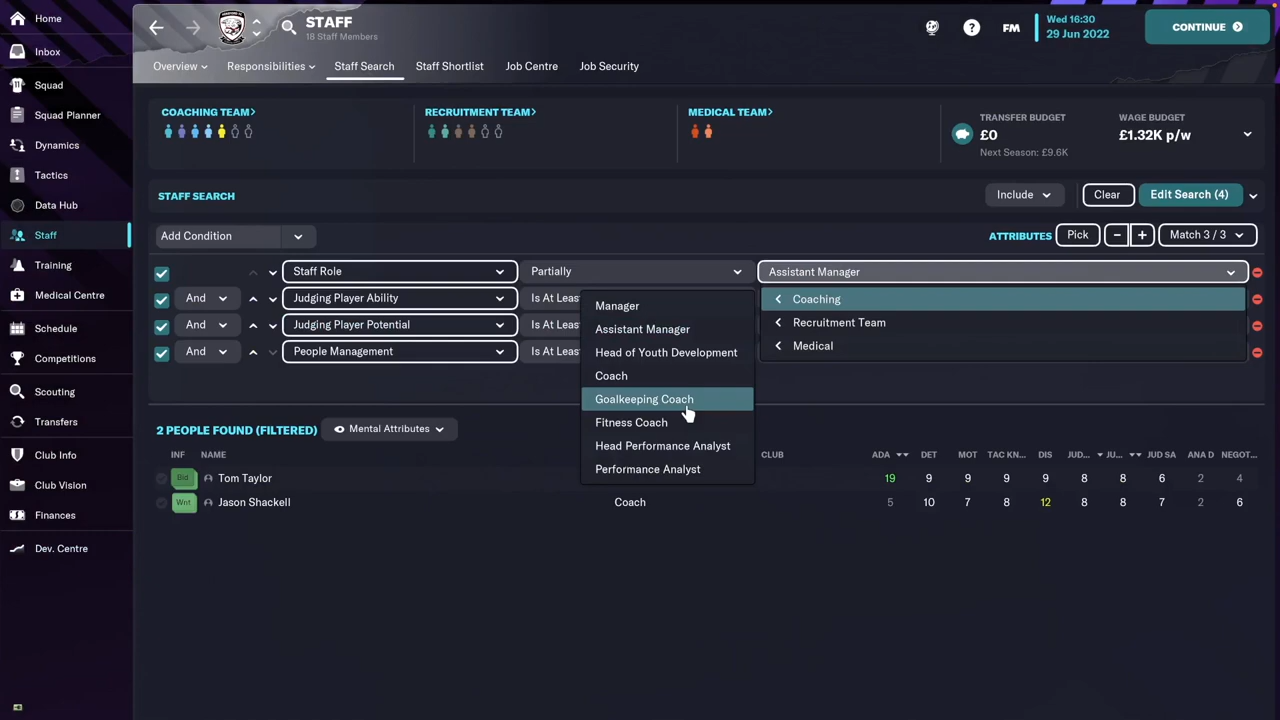 Home
STAFF
18 Staff Members
FM
Wed 16:30
29 Jun 2022
CONTINUE
Inbox
Overview
Responsibilities
Staff Search
Staff Shortlist
Job Centre
Job Security
Squad
Squad Planner
Dynamics
Tactics
Data Hub
Staff
Training
Medical Centre
Schedule
Competitions
Scouting
Transfers
Club Info
Club Vision
Finances
Dev. Centre
COACHING TEAM>
RECRUITMENT TEAM>
MEDICAL TEAM>
TRANSFER BUDGET
£0
Next Season: £9.6K
WAGE BUDGET
£1.32K p/w
STAFF SEARCH
Include
Clear
Edit Search (4)
Add Condition
ATTRIBUTES
Pick
Match 3 / 3
Staff Role
Partially
Assistant Manager
And
Judging Player Ability
Is At Least
And
Judging Player Potential
Is At Least
And
People Management
Is At Least
Coaching
Recruitment Team
Medical
Manager
Assistant Manager
Head of Youth Development
Coach
Goalkeeping Coach
Fitness Coach
Head Performance Analyst
Performance Analyst
2 PEOPLE FOUND (FILTERED)
Mental Attributes
INF NAME CLUB ADA DET MOT TAC KN... DIS JUD... JU... JUD SA ANA D NEGOT...
Bid Tom Taylor 19 9 9 9 9 8 8 6 2 4
Wnt Jason Shackell Coach 5 10 7 8 12 8 8 7 2 6